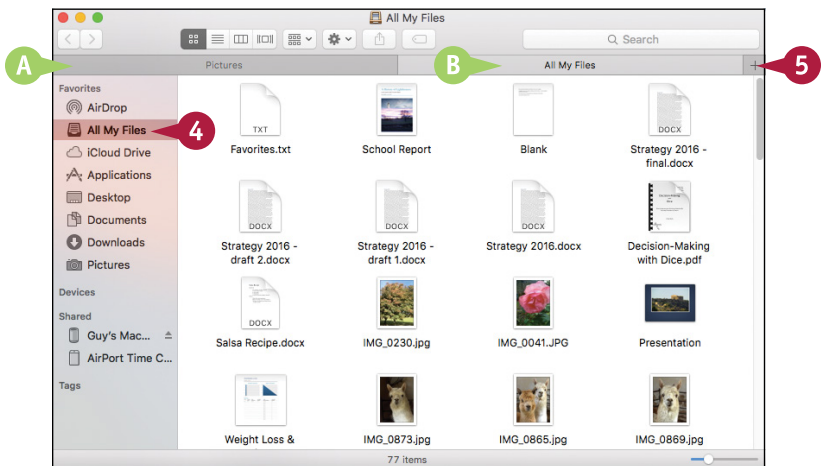 All My Files
Search
A
Pictures
B
All My Files
+
5
Favorites
AirDrop
All My Files
4
iCloud Drive
Applications
Desktop
Documents
Downloads
Pictures
Devices
Shared
Guy's Mac...
AirPort Time C...
Tags
TXT
DOCX
Favorites.txt
School Report
Blank
Strategy 2016 -
final.docx
DOCX
DOCX
DOCX
Decision-Making
Dice
Strategy 2016 -
draft 2.docx
Strategy 2016 -
draft 1.docx
Strategy 2016.docx
Decision-Making
with Dice.pdf
DOCX
Salsa Recipe.docx
IMG_0230.jpg
IMG_0041.JPG
Presentation
Weight Loss &
IMG_0873.jpg
IMG_0865.jpg
IMG_0869.jpg
77 items